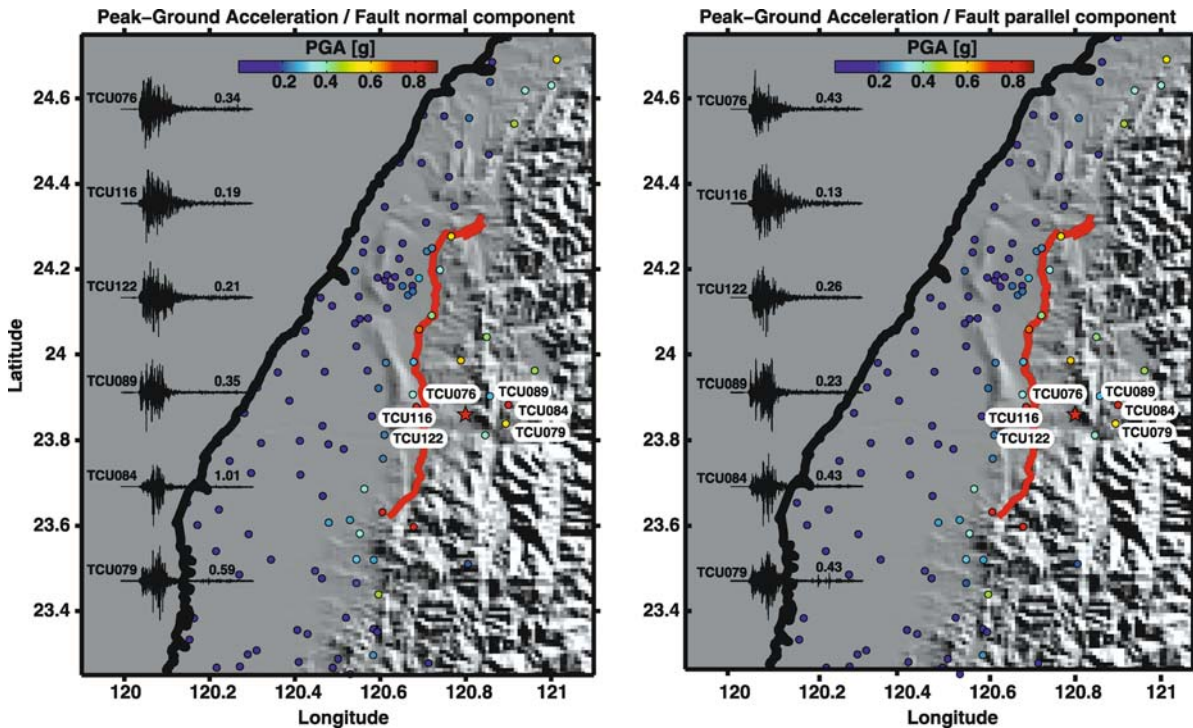 Peak-Ground Acceleration / Fault normal component
PGA [g]
0.2 0.4 0.6 0.8
24.6
24.4
24.2
24
23.8
23.6
23.4
Latitude
TCU076 0.34
TCU116 0.19
TCU122 0.21
TCU089 0.35
TCU084 1.01
TCU079 0.59
TCU076
TCU116
TCU122
TCU089
TCU084
TCU079
120 120.2 120.4 120.6 120.8 121
Longitude
Peak-Ground Acceleration / Fault parallel component
PGA [g]
0.2 0.4 0.6 0.8
24.6
24.4
24.2
24
23.8
23.6
23.4
TCU076 0.43
TCU116 0.13
TCU122 0.26
TCU089 0.23
TCU084 0.43
TCU079 0.43
TCU076
TCU116
TCU122
TCU089
TCU084
TCU079
120 120.2 120.4 120.6 120.8 121
Longitude